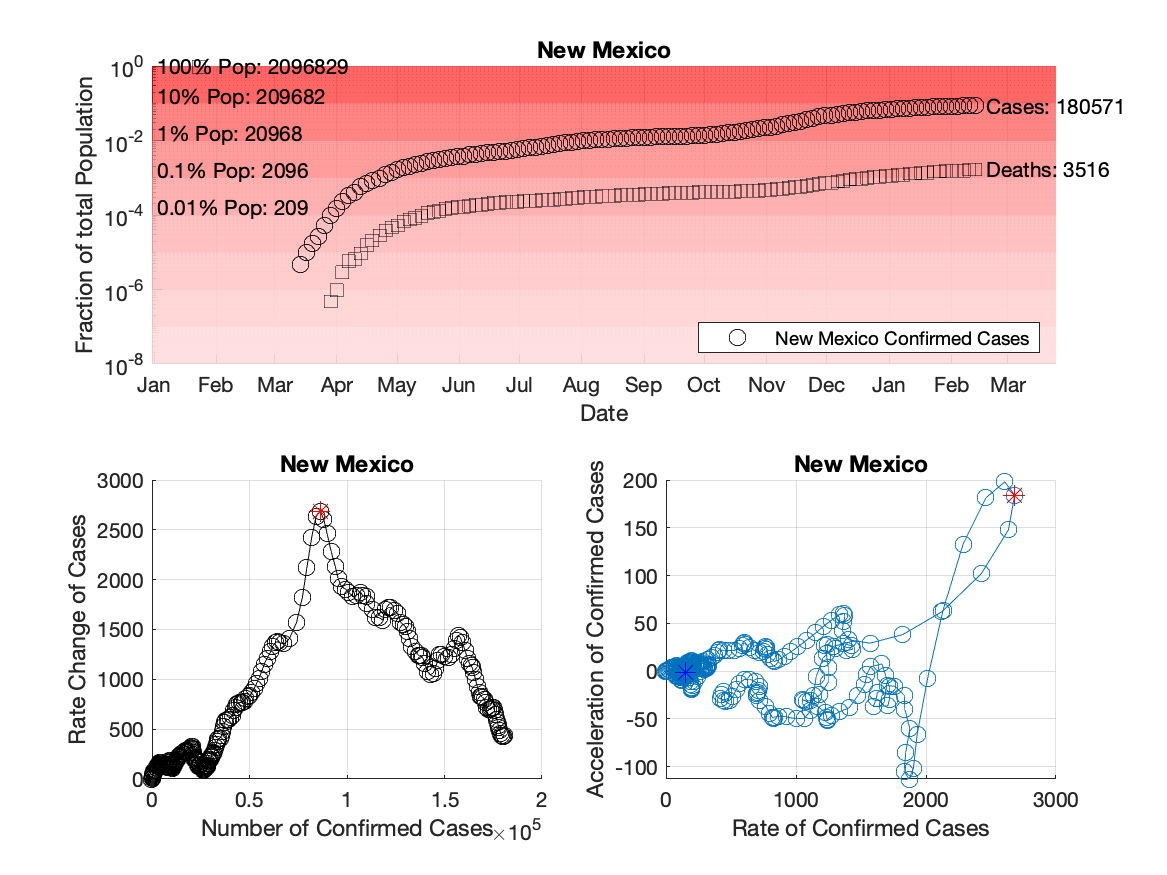 New Mexico
10^0
10^-2
10^-4
10^-6
10^-8
Fraction of total Population
100% Pop: 2096829
10% Pop: 209682
1% Pop: 20968
0.1% Pop: 2096
0.01% Pop: 209
Cases: 180571
Deaths: 3516
New Mexico Confirmed Cases
Jan Feb Mar Apr May Jun Jul Aug Sep Oct Nov Dec Jan Feb Mar
Date
New Mexico
3000
2500
2000
1500
1000
500
0
Rate Change of Cases
0 0.5 1 1.5 2
Number of Confirmed Cases ×10^5
New Mexico
200
150
100
50
0
-50
-100
Acceleration of Confirmed Cases
0 1000 2000 3000
Rate of Confirmed Cases